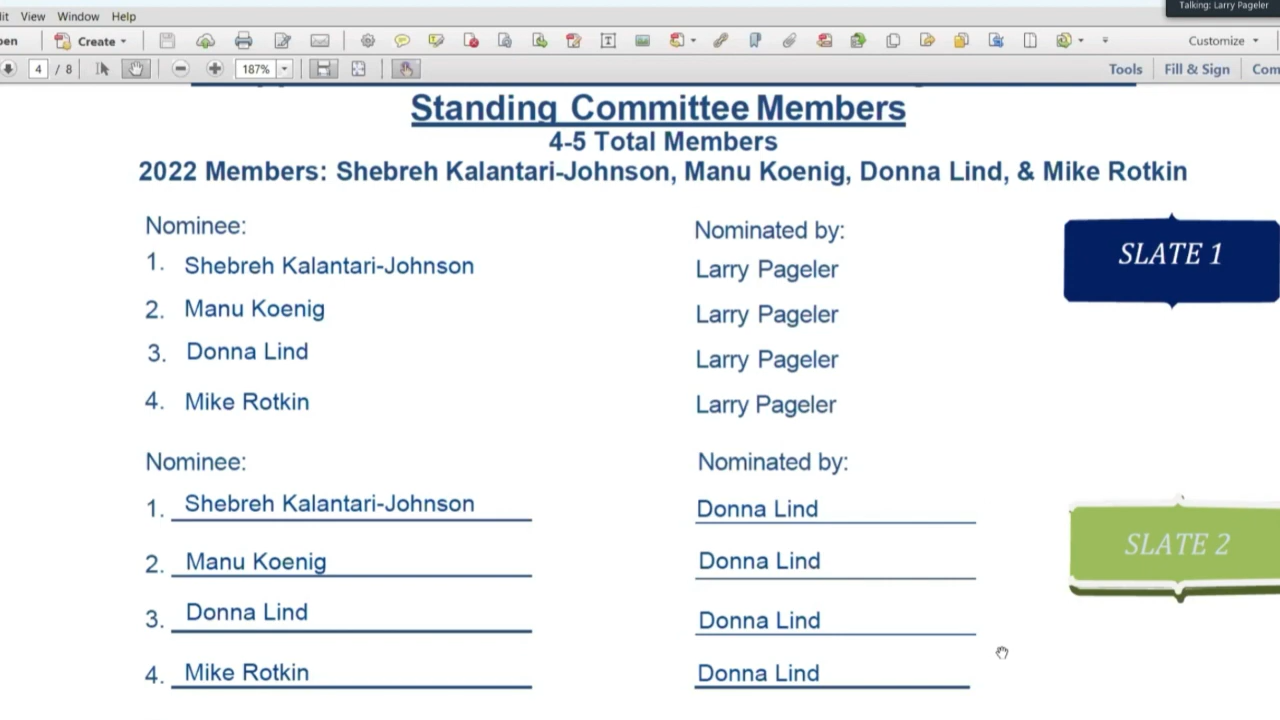 Talking: Larry Pageler
it View Window Help
pen Create Customize
4 / 8 187% Tools Fill & Sign Com
Standing Committee Members
4-5 Total Members
2022 Members: Shebreh Kalantari-Johnson, Manu Koenig, Donna Lind, & Mike Rotkin
Nominee: Nominated by:
1. Shebreh Kalantari-Johnson Larry Pageler
2. Manu Koenig Larry Pageler
3. Donna Lind Larry Pageler
4. Mike Rotkin Larry Pageler
SLATE 1
Nominee: Nominated by:
1. Shebreh Kalantari-Johnson Donna Lind
2. Manu Koenig Donna Lind
3. Donna Lind Donna Lind
4. Mike Rotkin Donna Lind
SLATE 2